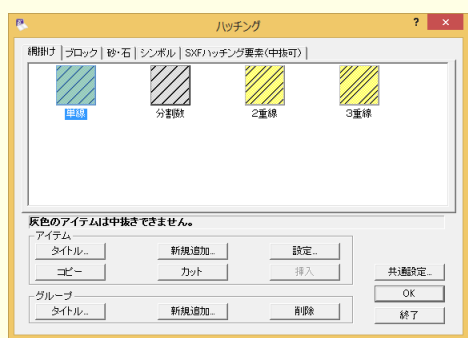 ハッチング ? ×
網掛け ブロック 砂・石 シンボル SXFハッチング要素(中抜可)
単線 分割数 2重線 3重線
灰色のアイテムは中抜きできません。
アイテム
タイトル... 新規追加... 設定...
コピー カット 挿入 共通設定...
グループ OK
タイトル... 新規追加... 削除 終了